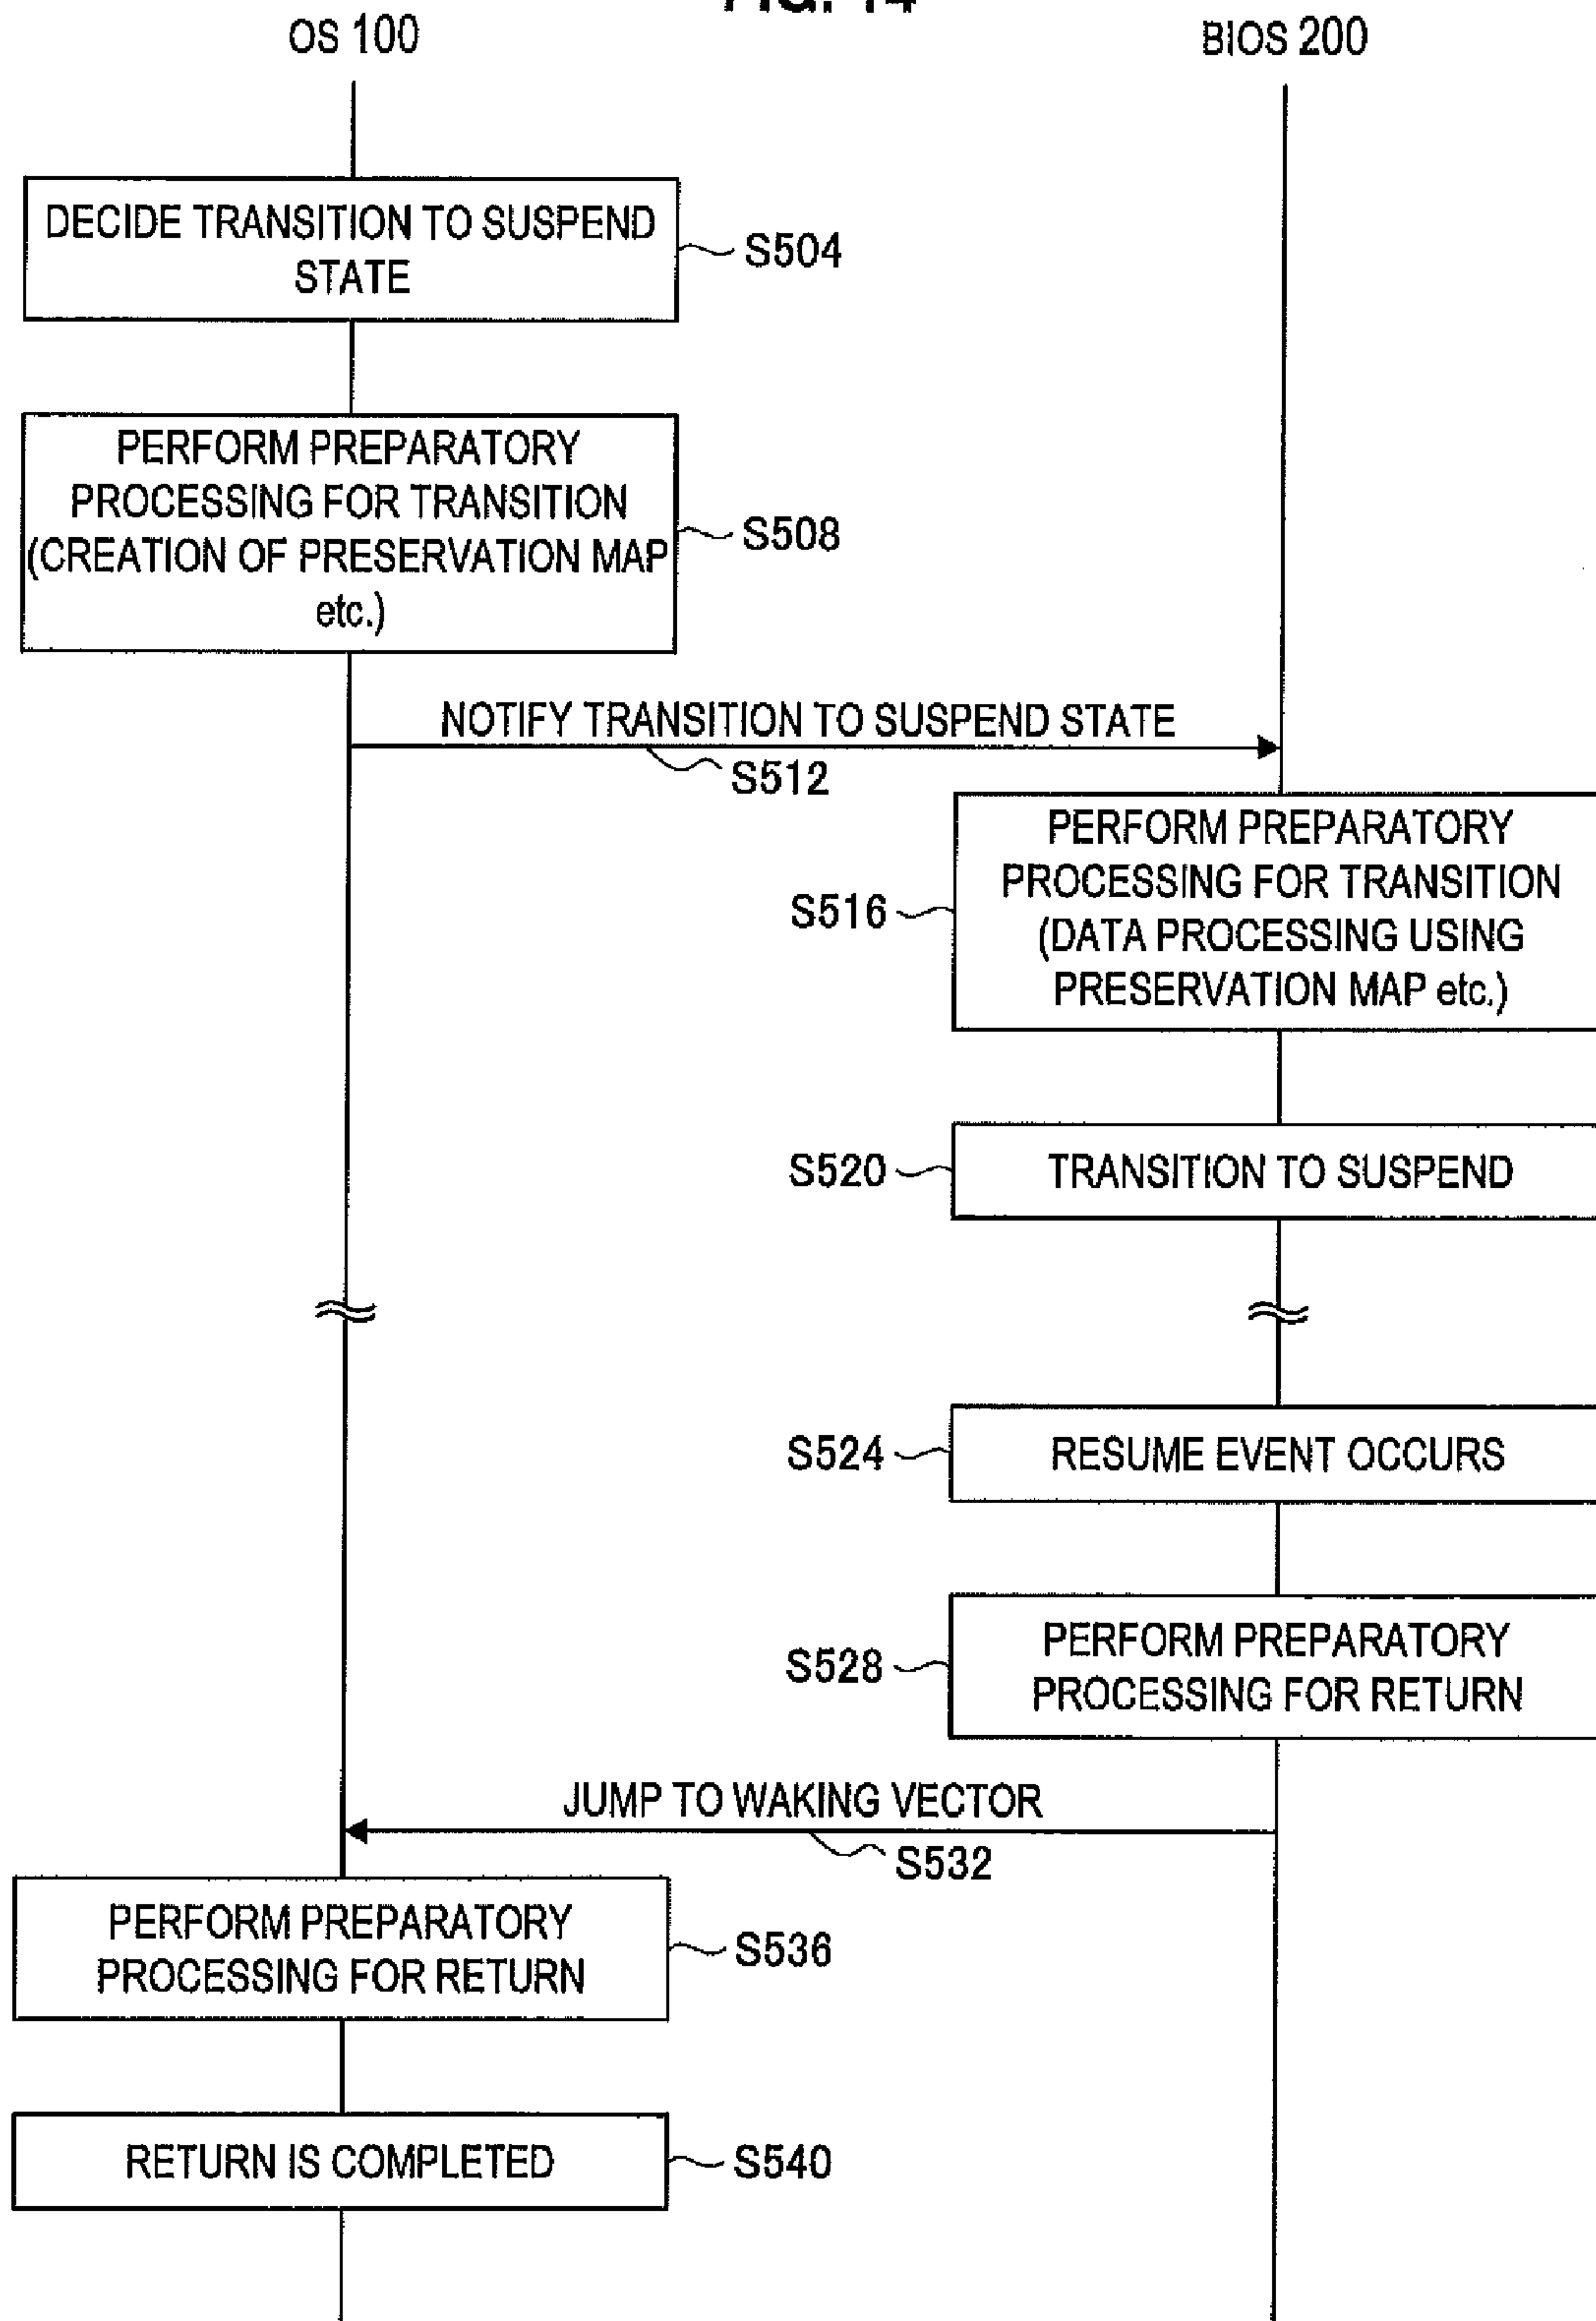 FIG. 14
OS 100
BIOS 200
DECIDE TRANSITION TO SUSPEND
STATE
S504
PERFORM PREPARATORY
PROCESSING FOR TRANSITION
(CREATION OF PRESERVATION MAP
etc.)
S508
NOTIFY TRANSITION TO SUSPEND STATE
S512
PERFORM PREPARATORY
PROCESSING FOR TRANSITION
(DATA PROCESSING USING
PRESERVATION MAP etc.)
S516
S520
TRANSITION TO SUSPEND
S524
RESUME EVENT OCCURS
S528
PERFORM PREPARATORY
PROCESSING FOR RETURN
JUMP TO WAKING VECTOR
S532
PERFORM PREPARATORY
PROCESSING FOR RETURN
S536
RETURN IS COMPLETED
S540